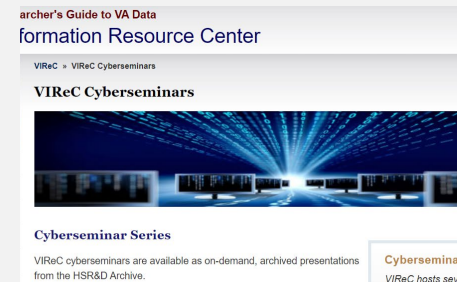 archer's Guide to VA Data
formation Resource Center
VIReC » VIReC Cyberseminars
VIReC Cyberseminars
Cyberseminar Series
VIReC cyberseminars are available as on-demand, archived presentations
from the HSR&D Archive.
Cybersemina
VIReC hosts sev